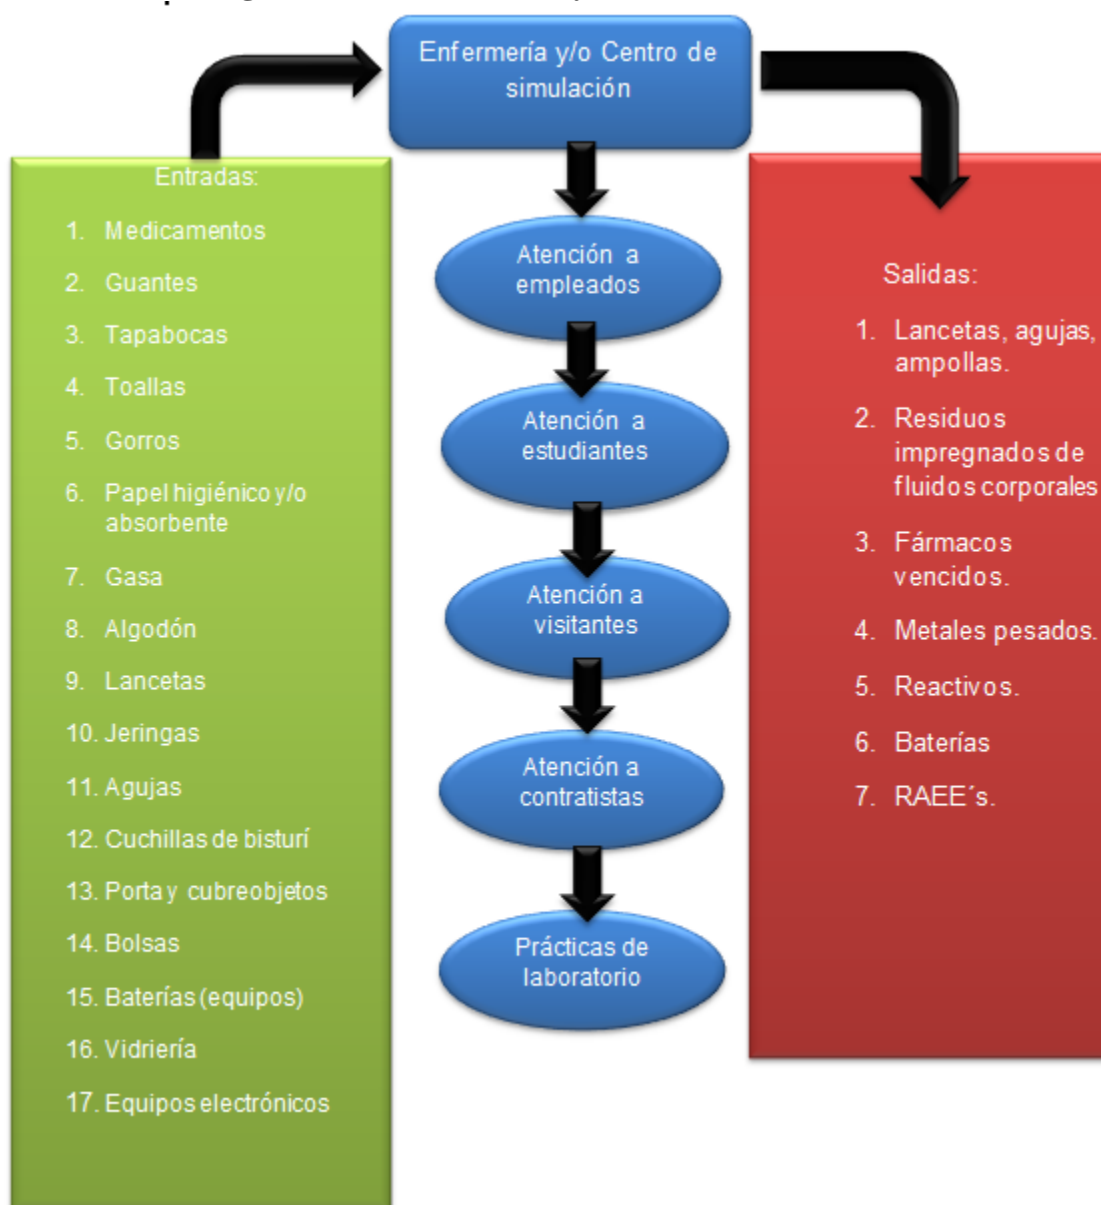 Enfermería y/o Centro de
simulación
Entradas:
1. Medicamentos
2. Guantes
3. Tapabocas
4. Toallas
5. Gorros
6. Papel higiénico y/o
absorbente
7. Gasa
8. Algodón
9. Lancetas
10. Jeringas
11. Agujas
12. Cuchillas de bisturí
13. Porta y cubreobjetos
14. Bolsas
15. Baterías (equipos)
16. Vidriería
17. Equipos electrónicos
Atención a
empleados
Atención a
estudiantes
Atención a
visitantes
Atención a
contratistas
Prácticas de
laboratorio
Salidas:
1. Lancetas, agujas,
ampollas.
2. Residuos
impregnados de
fluidos corporales
3. Fármacos
vencidos.
4. Metales pesados.
5. Reactivos.
6. Baterías
7. RAEE´s.